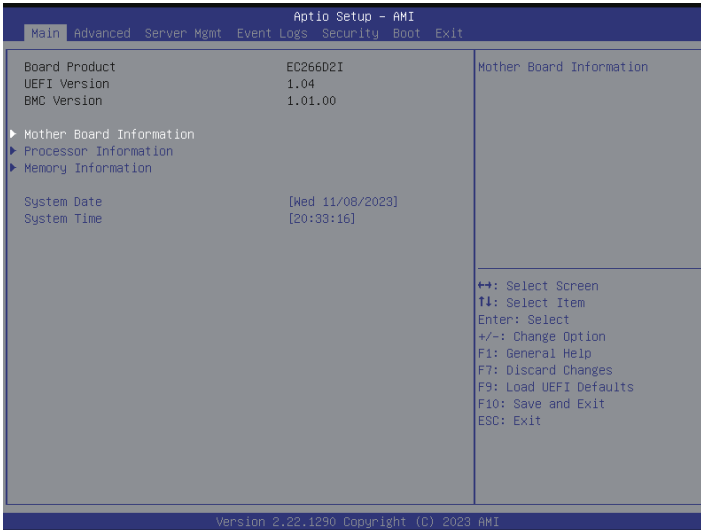 Aptio Setup – AMI
Main Advanced Server Mgmt Event Logs Security Boot Exit
Board Product EC266D2I
UEFI Version 1.04
BMC Version 1.01.00
Mother Board Information
Processor Information
Memory Information
System Date [Wed 11/08/2023]
System Time [20:33:16]
Mother Board Information
↔: Select Screen
↑↓: Select Item
Enter: Select
+/-: Change Option
F1: General Help
F7: Discard Changes
F9: Load UEFI Defaults
F10: Save and Exit
ESC: Exit
Version 2.22.1290 Copyright (C) 2023 AMI